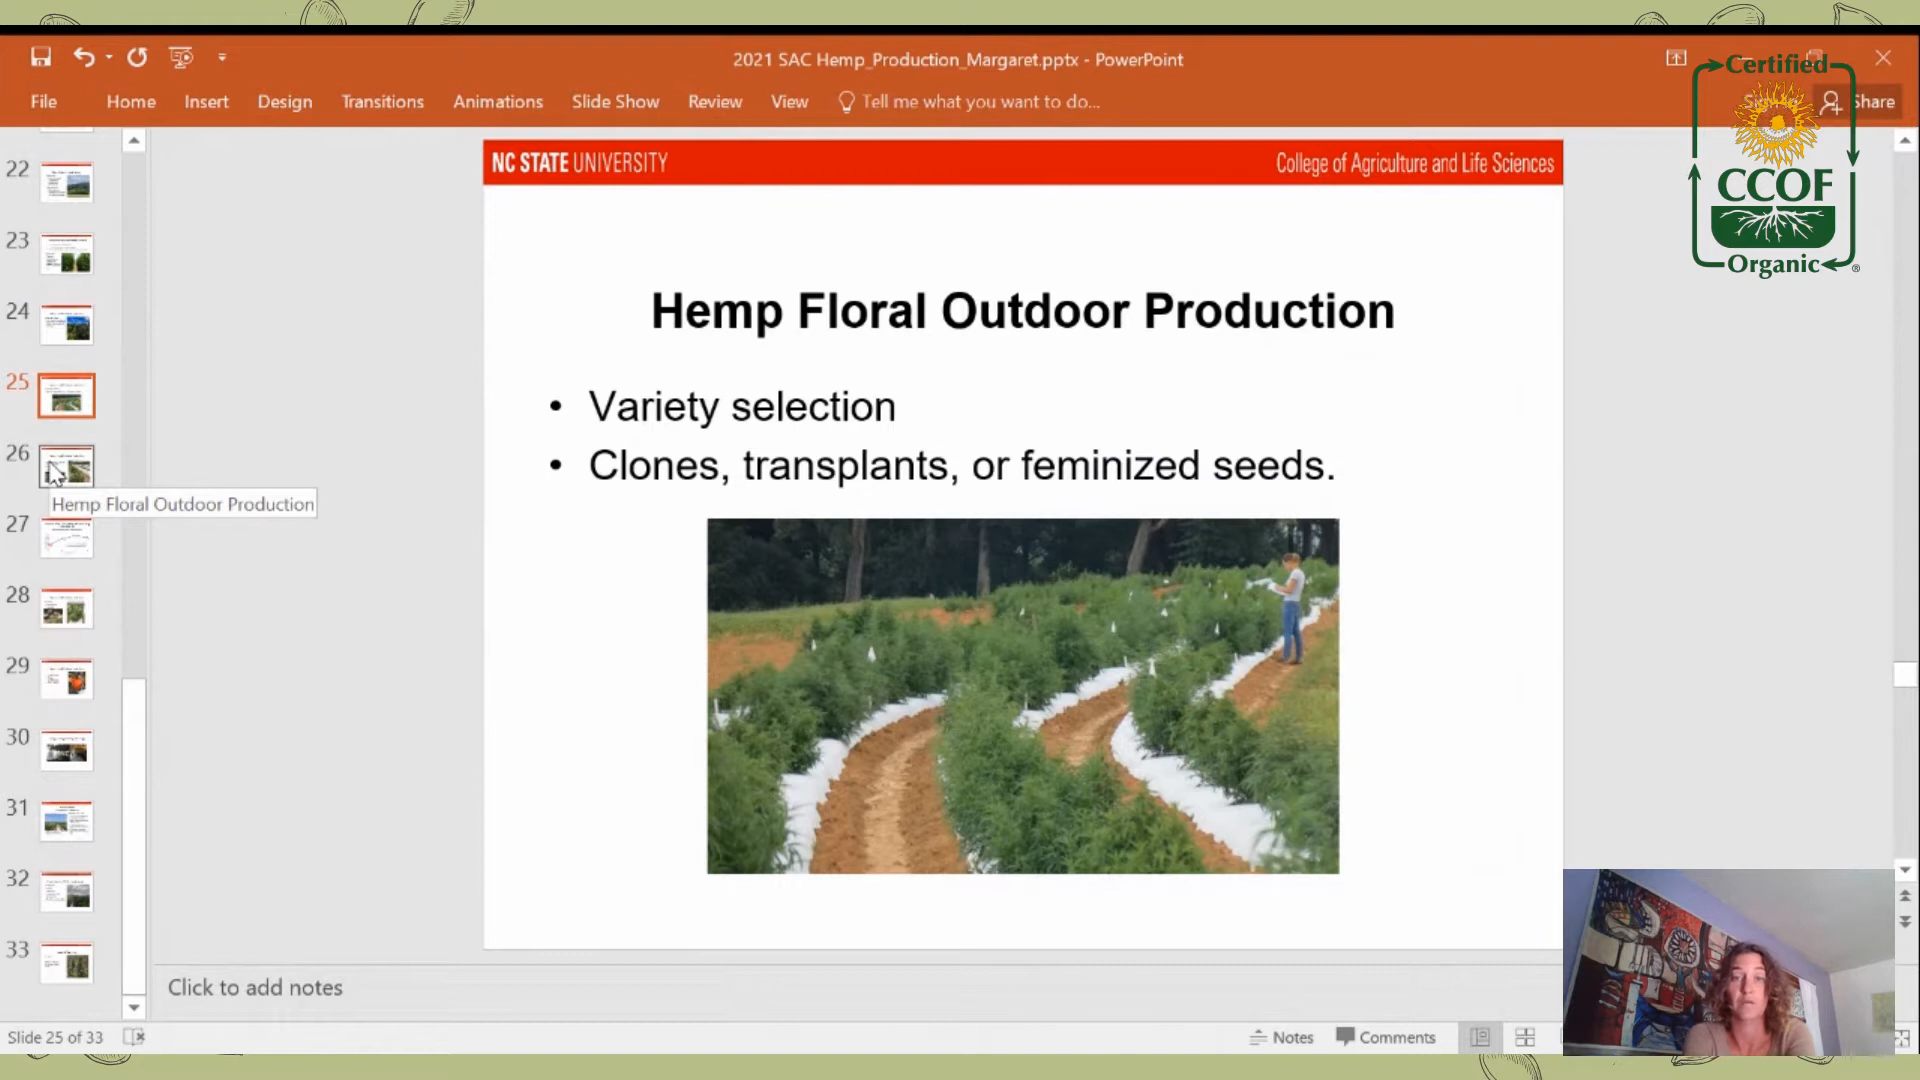 2021 SAC Hemp_Production_Margaret.pptx - PowerPoint
File Home Insert Design Transitions Animations Slide Show Review View Tell me what you want to do... Share
Certified
CCOF
Organic
®
22
23
24
25
26
Hemp Floral Outdoor Production
27
28
29
30
31
32
33
NC STATE UNIVERSITY College of Agriculture and Life Sciences
Hemp Floral Outdoor Production
• Variety selection
• Clones, transplants, or feminized seeds.
Click to add notes
Slide 25 of 33 Notes Comments